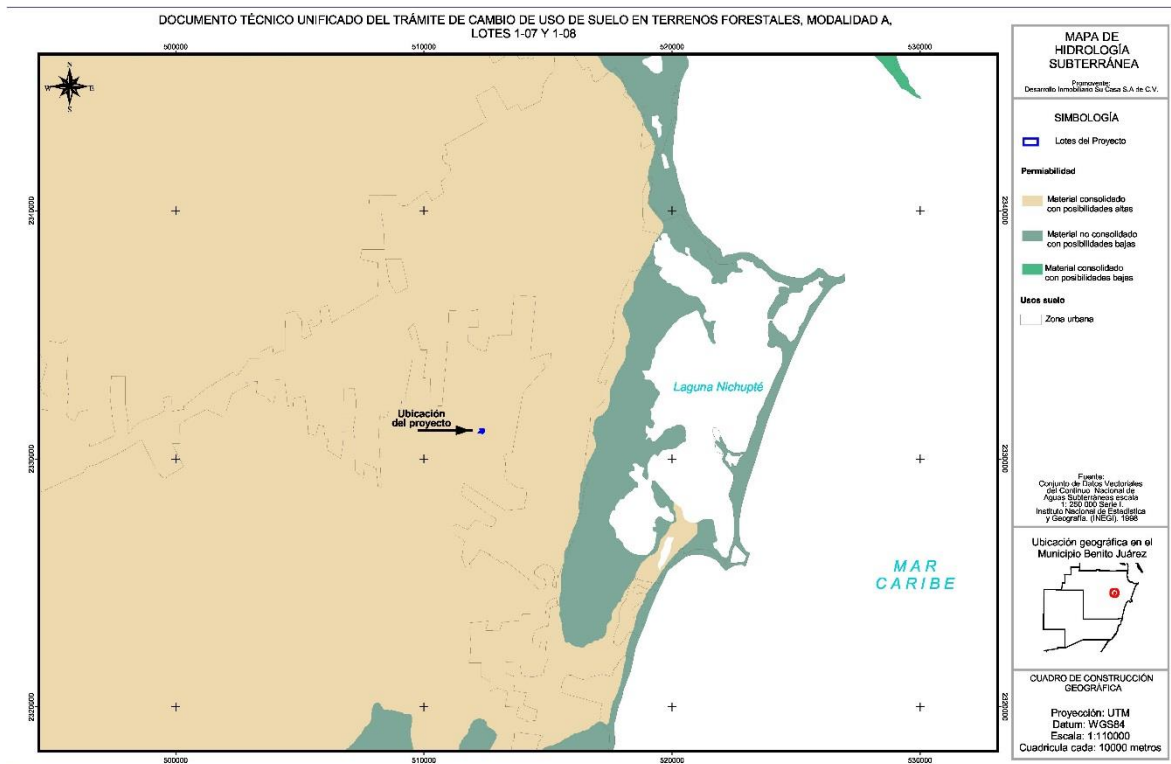 DOCUMENTO TÉCNICO UNIFICADO DEL TRÁMITE DE CAMBIO DE USO DE SUELO EN TERRENOS FORESTALES, MODALIDAD A,
LOTES 1-07 Y 1-08
500000
510000
520000
530000
N
W
E
S
2340000
2340000
Laguna Nichupté
Ubicación
del proyecto
2330000
2330000
MAR
CARIBE
2320000
2320000
500000
510000
520000
530000
MAPA DE
HIDROLOGÍA
SUBTERRÁNEA
Promovente:
Desarrollo Inmobiliario Su Casa S.A de C.V.
SIMBOLOGÍA
Lotes del Proyecto
Permiabilidad
Material consolidado
con posibilidades altas
Material no consolidado
con posibilidades bajas
Material consolidado
con posibilidades bajas
Usos suelo
Zona urbana
Fuente:
Conjunto de Datos Vectoriales
del Continuo Nacional de
Aguas Subterráneas escala
1: 250 000 Serie I.
Instituto Nacional de Estadística
y Geografía. (INEGI). 1998
Ubicación geográfica en el
Municipio Benito Juárez
CUADRO DE CONSTRUCCIÓN
GEOGRÁFICA
Proyección: UTM
Datum: WGS84
Escala: 1:110000
Cuadricula cada: 10000 metros